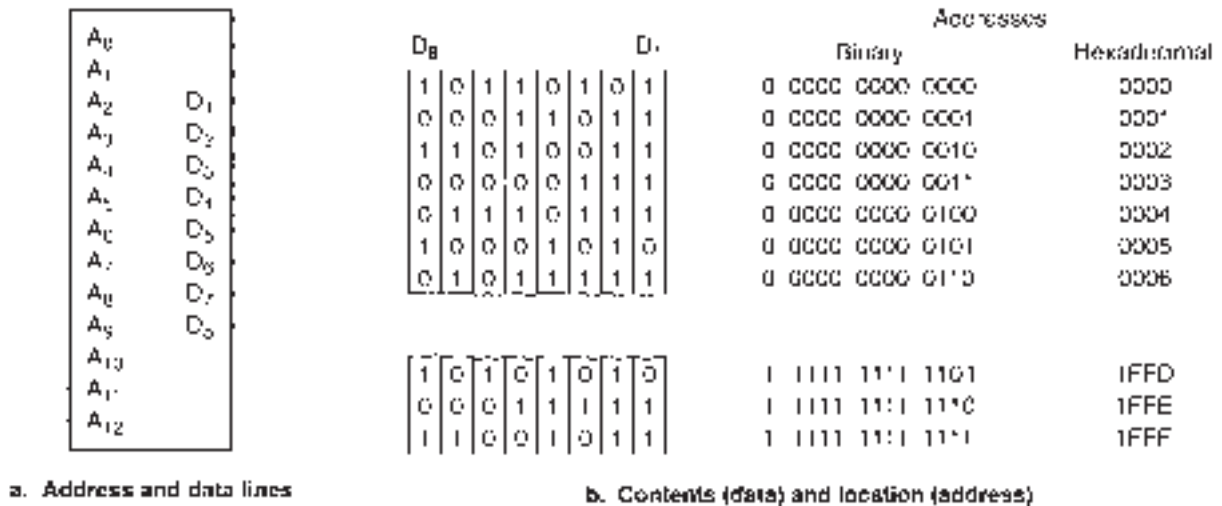 A0
A1
A2 D1
A3 D2
A4 D3
A5 D4
A6 D5
A7 D6
A8 D7
A9 D8
A10
A11
A12
a. Address and data lines
D8 D1
1 0 1 1 0 1 0 1
0 0 0 1 1 0 1 1
1 1 0 1 0 0 1 1
0 0 0 0 0 1 1 1
0 1 1 1 0 1 1 1
1 0 0 0 1 0 1 0
0 1 0 1 1 1 1 1
1 0 1 0 1 0 1 0
0 0 0 1 1 1 1 1
1 1 0 0 1 0 1 1
Addresses
Binary Hexadecimal
0 0000 0000 0000 0000
0 0000 0000 0001 0001
0 0000 0000 0010 0002
0 0000 0000 0011 0003
0 0000 0000 0100 0004
0 0000 0000 0101 0005
0 0000 0000 0110 0006
1 1111 1111 1101 1FFD
1 1111 1111 1110 1FFE
1 1111 1111 1111 1FFF
b. Contents (data) and location (address)